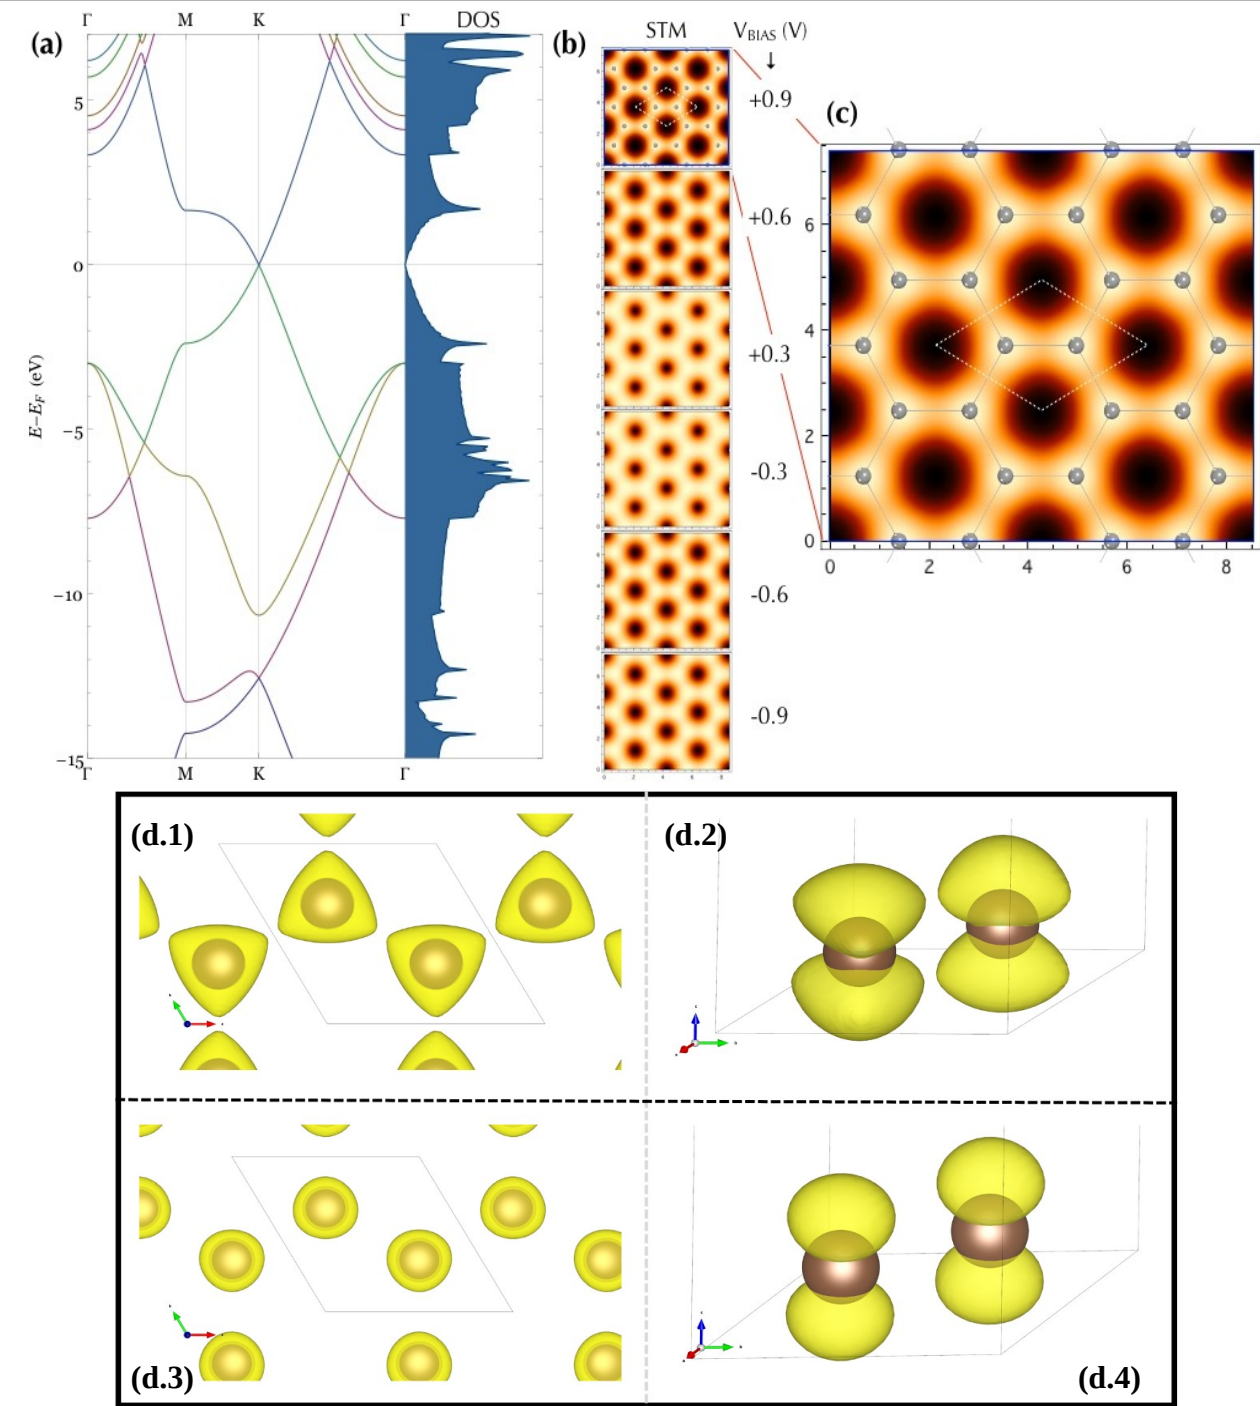 Γ M K Γ DOS
(a)
5
0
−5
−10
−15
E−E_F (eV)
Γ M K Γ
(b)
STM V_BIAS (V)
↓
+0.9
+0.6
+0.3
-0.3
-0.6
-0.9
(c)
6
4
2
0
0 2 4 6 8
(d.1)
(d.2)
(d.3)
(d.4)